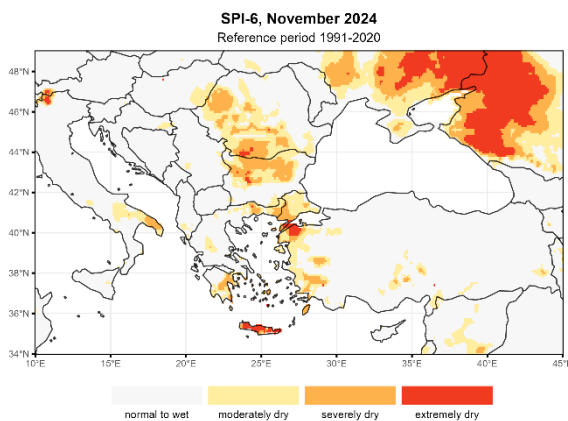 SPI-6, November 2024
Reference period 1991-2020
48°N
46°N
44°N
42°N
40°N
38°N
36°N
34°N
10°E 15°E 20°E 25°E 30°E 35°E 40°E 45°E
normal to wet moderately dry severely dry extremely dry